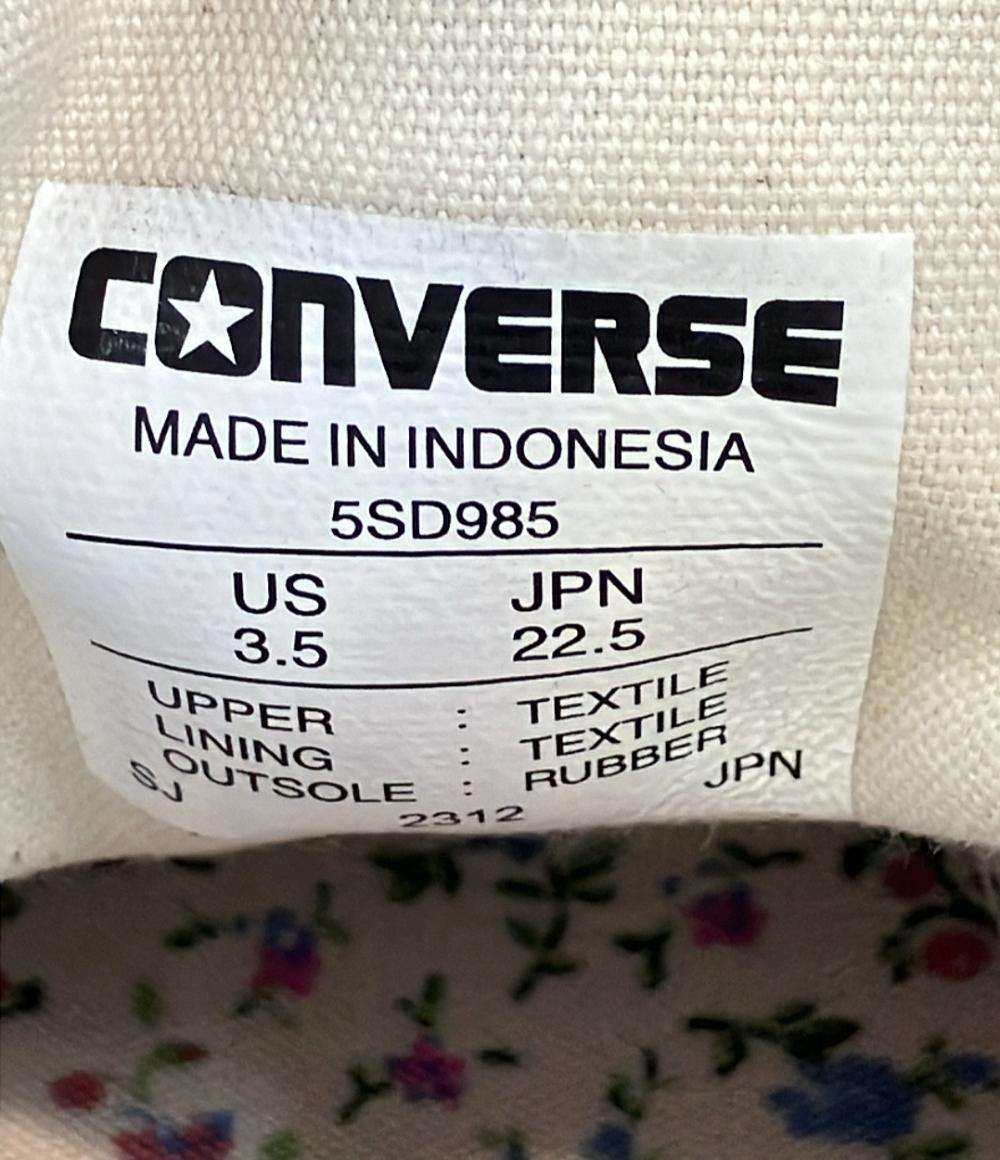 CONVERSE
MADE IN INDONESIA
5SD985
US JPN
3.5 22.5
UPPER : TEXTILE
LINING : TEXTILE
OUTSOLE : RUBBER
SJ 2312 JPN